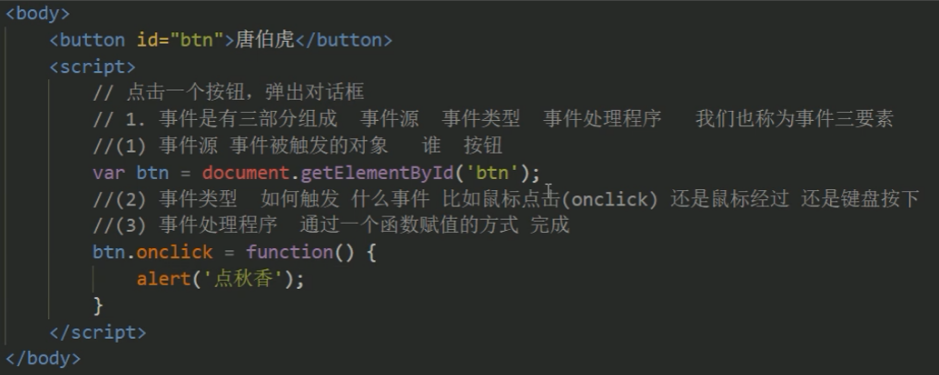 <body>
<button id="btn">唐伯虎</button>
<script>
// 点击一个按钮，弹出对话框
// 1. 事件是有三部分组成 事件源 事件类型 事件处理程序 我们也称为事件三要素
//(1) 事件源 事件被触发的对象 谁 按钮
var btn = document.getElementById('btn');
//(2) 事件类型 如何触发 什么事件 比如鼠标点击(onclick) 还是鼠标经过 还是键盘按下
//(3) 事件处理程序 通过一个函数赋值的方式 完成
btn.onclick = function() {
alert('点秋香');
}
</script>
</body>